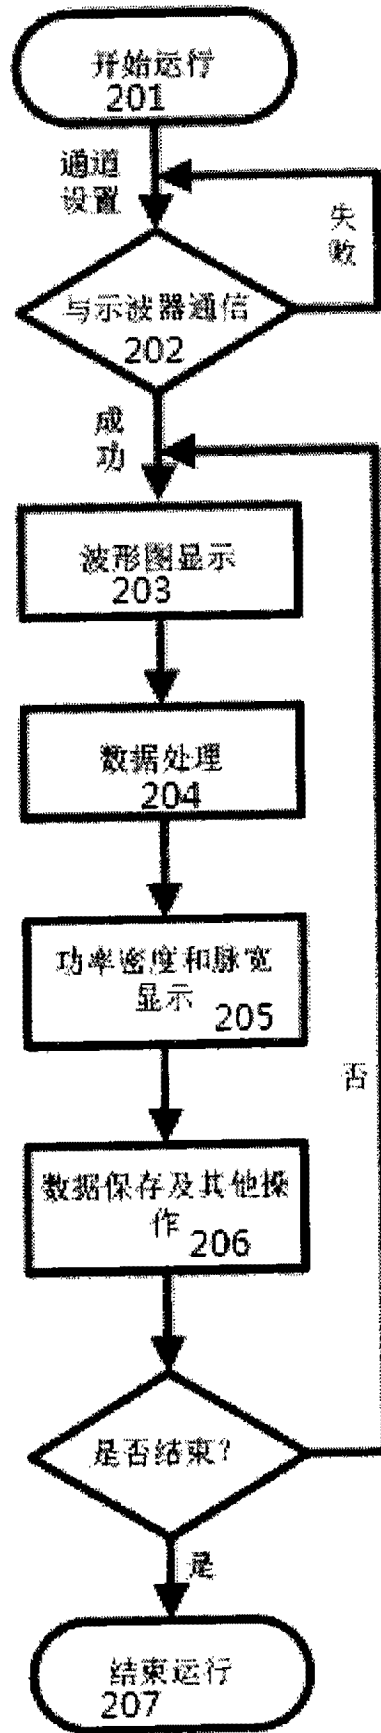 开始运行
201
通道
设置
失
败
与示波器通信
202
成
功
波形图显示
203
数据处理
204
功率密度和脉宽
显示 205
否
数据保存及其他操
作 206
是否结束?
是
结束运行
207